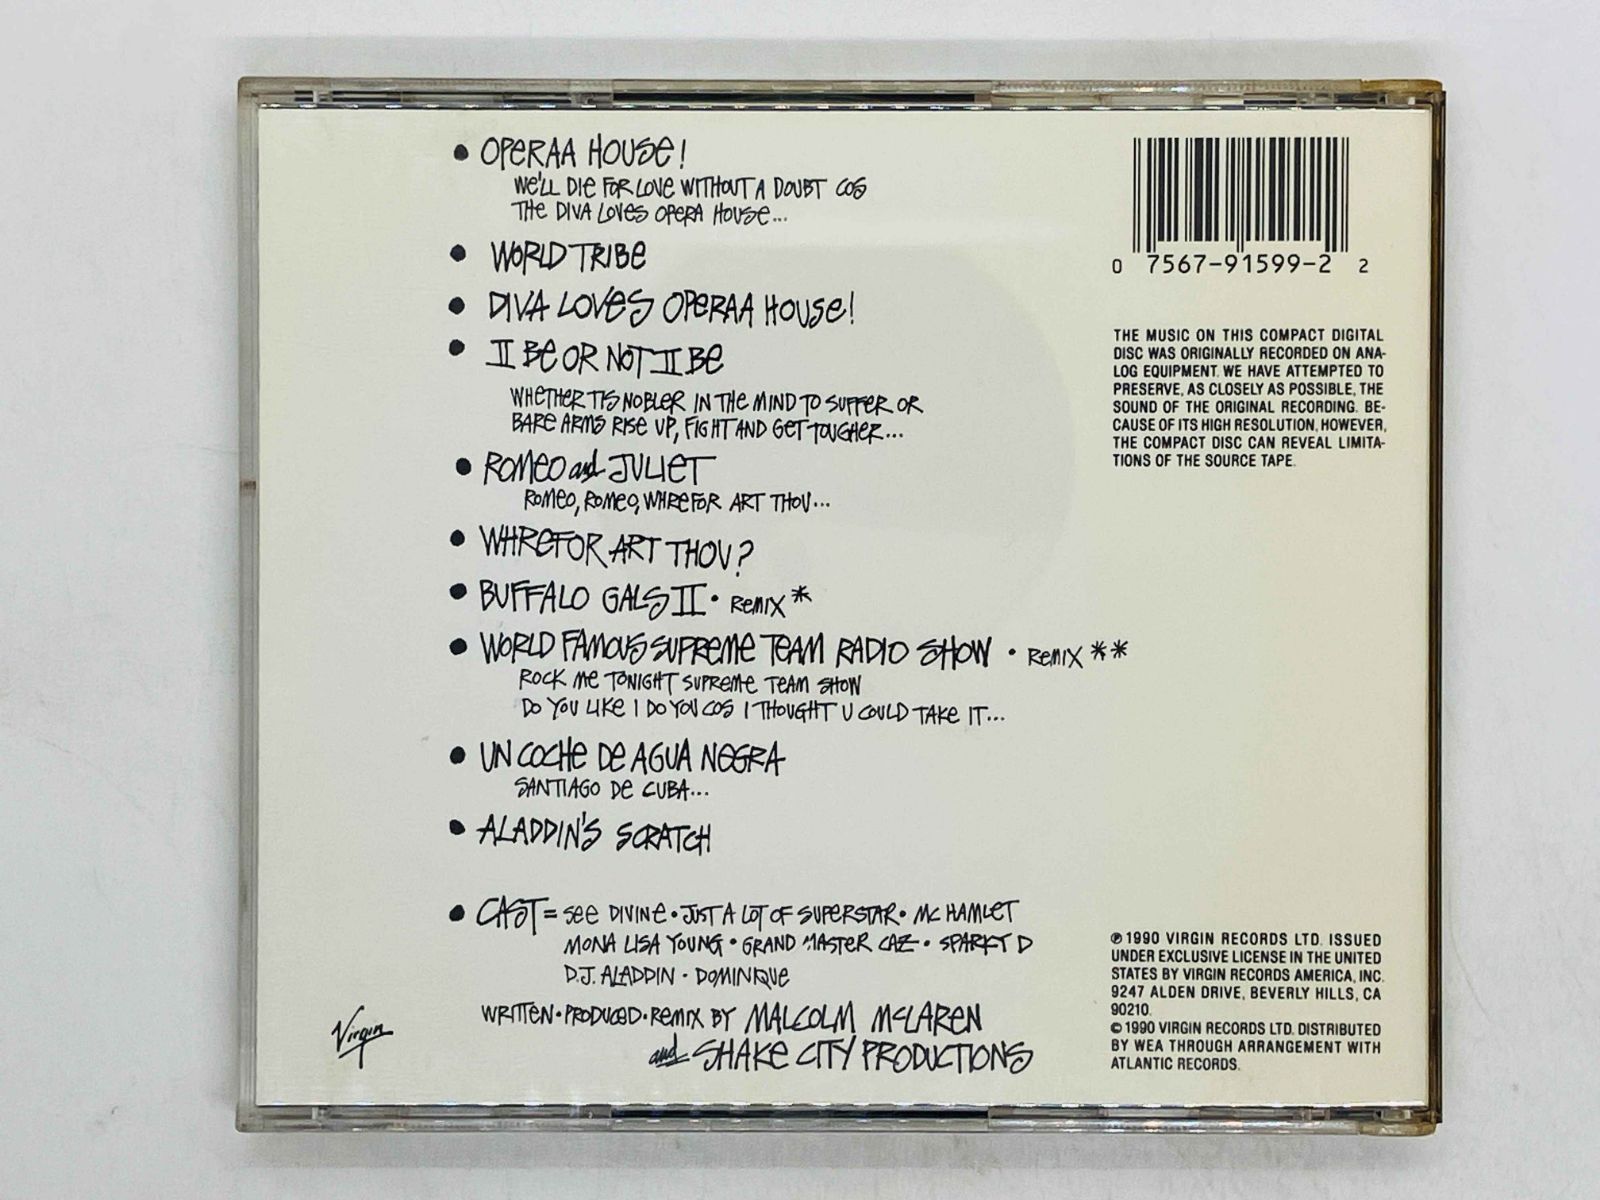 • OPERAA HOUSE!
WE'LL DIE FOR LOVE WITHOUT A DOUBT COS
THE DIVA LOVES OPERA HOUSE...
• WORLD TRIBE
• DIVA LOVES OPERAA HOUSE!
• II BE OR NOT II BE
WHETHER TIS NOBLER IN THE MIND TO SUFFER OR
BARE ARMS RISE UP, FIGHT AND GET TOUGHER...
• ROMEO and JULIET
ROMEO, ROMEO, WHREFOR ART THOU...
• WHREFOR ART THOU?
• BUFFALO GALS II • REMIX *
• WORLD FAMOUS SUPREME TEAM RADIO SHOW • REMIX **
ROCK ME TONIGHT SUPREME TEAM SHOW
DO YOU LIKE I DO YOU COS I THOUGHT U COULD TAKE IT...
• UN COCHE DE AGUA NEGRA
SANTIAGO DE CUBA...
• ALADDIN'S SCRATCH
• CAST = SEE DIVINE • JUST A LOT OF SUPERSTAR • MC HAMLET
MONA LISA YOUNG • GRAND MASTER CAZ • SPARKY D
D.J. ALADDIN • DOMINIQUE
WRITTEN • PRODUCED • REMIX BY MALCOLM McLAREN
and SHAKE CITY PRODUCTIONS
Virgin
0 7567-91599-2 2
THE MUSIC ON THIS COMPACT DIGITAL
DISC WAS ORIGINALLY RECORDED ON ANA-
LOG EQUIPMENT. WE HAVE ATTEMPTED TO
PRESERVE, AS CLOSELY AS POSSIBLE, THE
SOUND OF THE ORIGINAL RECORDING. BE-
CAUSE OF ITS HIGH RESOLUTION, HOWEVER,
THE COMPACT DISC CAN REVEAL LIMITA-
TIONS OF THE SOURCE TAPE.
℗ 1990 VIRGIN RECORDS LTD. ISSUED
UNDER EXCLUSIVE LICENSE IN THE UNITED
STATES BY VIRGIN RECORDS AMERICA, INC.
9247 ALDEN DRIVE, BEVERLY HILLS, CA
90210.
© 1990 VIRGIN RECORDS LTD. DISTRIBUTED
BY WEA THROUGH ARRANGEMENT WITH
ATLANTIC RECORDS.